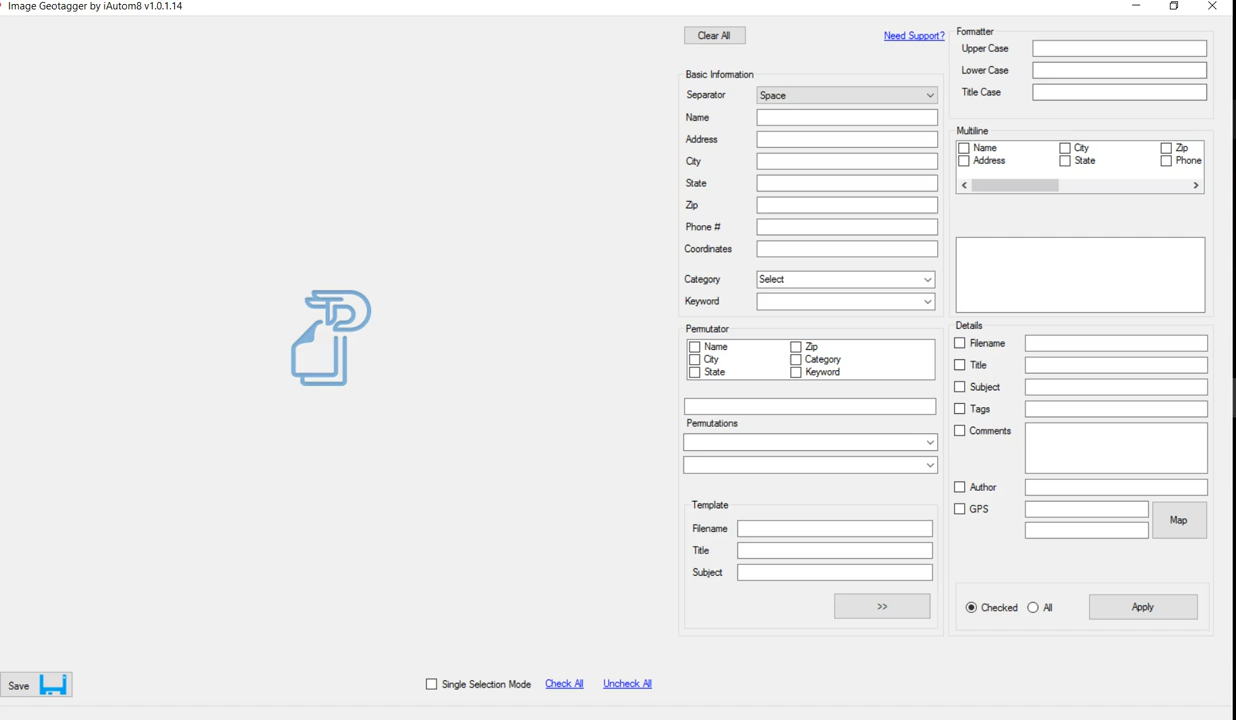 Image Geotagger by iAutom8 v1.0.1.14
Clear All
Need Support?
Basic Information
Separator Space
Name
Address
City
State
Zip
Phone #
Coordinates
Category Select
Keyword
Permutator
Name Zip
City Category
State Keyword
Permutations
Template
Filename
Title
Subject
>>
Formatter
Upper Case
Lower Case
Title Case
Multiline
Name City Zip
Address State Phone
Details
Filename
Title
Subject
Tags
Comments
Author
GPS
Map
Checked All Apply
Save
Single Selection Mode Check All Uncheck All